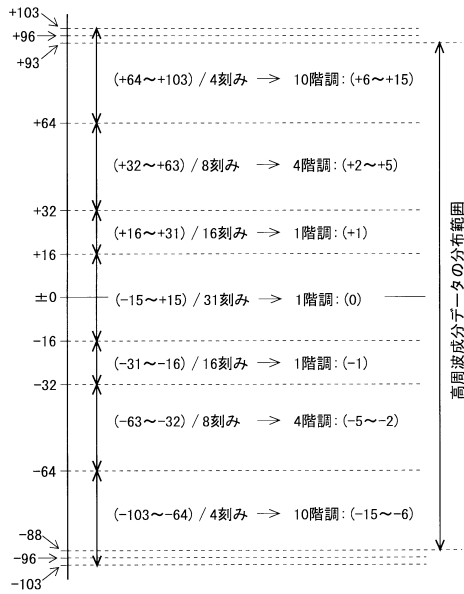 +103
+96
+93
(+64～+103) / 4刻み → 10階調：(+6～+15)
+64
(+32～+63) / 8刻み → 4階調：(+2～+5)
+32
(+16～+31) / 16刻み → 1階調：(+1)
+16
±0
(-15～+15) / 31刻み → 1階調：(0)
-16
(-31～-16) / 16刻み → 1階調：(-1)
-32
(-63～-32) / 8刻み → 4階調：(-5～-2)
-64
(-103～-64) / 4刻み → 10階調：(-15～-6)
-88
-96
-103
高周波成分データの分布範囲